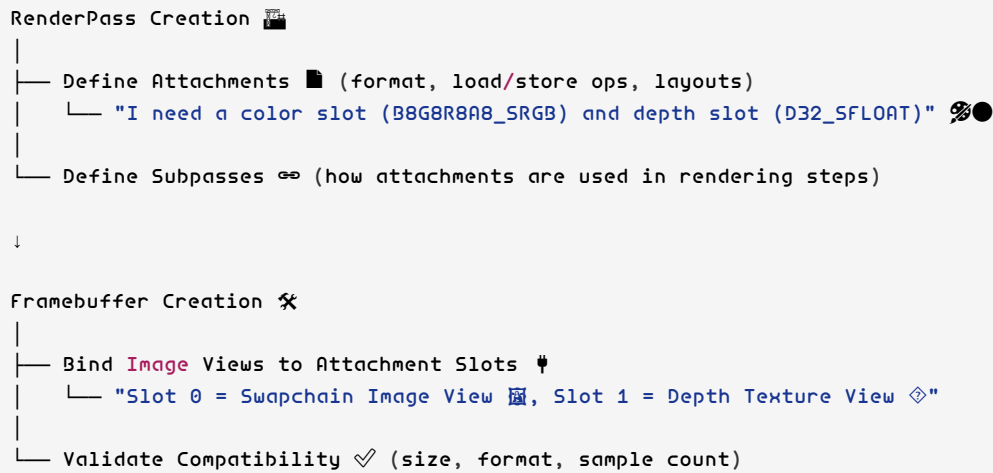 RenderPass Creation 🏗
│
├── Define Attachments 📄 (format, load/store ops, layouts)
│   └── "I need a color slot (B8G8R8A8_SRGB) and depth slot (D32_SFLOAT)" 🎨⚫
│
└── Define Subpasses 🔗 (how attachments are used in rendering steps)
↓
Framebuffer Creation 🛠
│
├── Bind Image Views to Attachment Slots 🔌
│   └── "Slot 0 = Swapchain Image View 🖼, Slot 1 = Depth Texture View �"
│
└── Validate Compatibility ✅ (size, format, sample count)